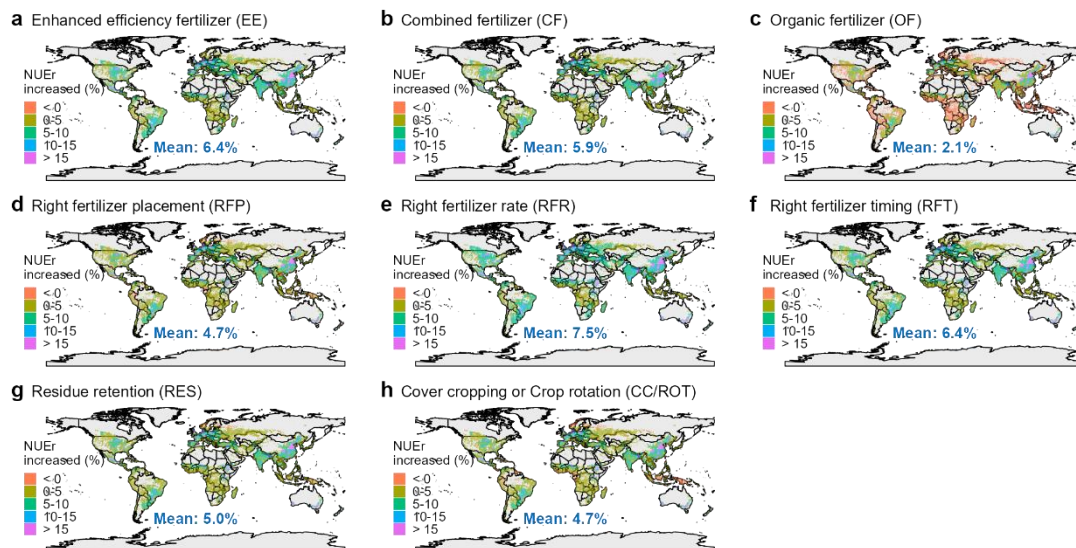 a Enhanced efficiency fertilizer (EE)
NUEr
increased (%)
< 0
0-5
5-10
10-15
> 15
Mean: 6.4%
b Combined fertilizer (CF)
NUEr
increased (%)
< 0
0-5
5-10
10-15
> 15
Mean: 5.9%
c Organic fertilizer (OF)
NUEr
increased (%)
< 0
0-5
5-10
10-15
> 15
Mean: 2.1%
d Right fertilizer placement (RFP)
NUEr
increased (%)
< 0
0-5
5-10
10-15
> 15
Mean: 4.7%
e Right fertilizer rate (RFR)
NUEr
increased (%)
< 0
0-5
5-10
10-15
> 15
Mean: 7.5%
f Right fertilizer timing (RFT)
NUEr
increased (%)
< 0
0-5
5-10
10-15
> 15
Mean: 6.4%
g Residue retention (RES)
NUEr
increased (%)
< 0
0-5
5-10
10-15
> 15
Mean: 5.0%
h Cover cropping or Crop rotation (CC/ROT)
NUEr
increased (%)
< 0
0-5
5-10
10-15
> 15
Mean: 4.7%